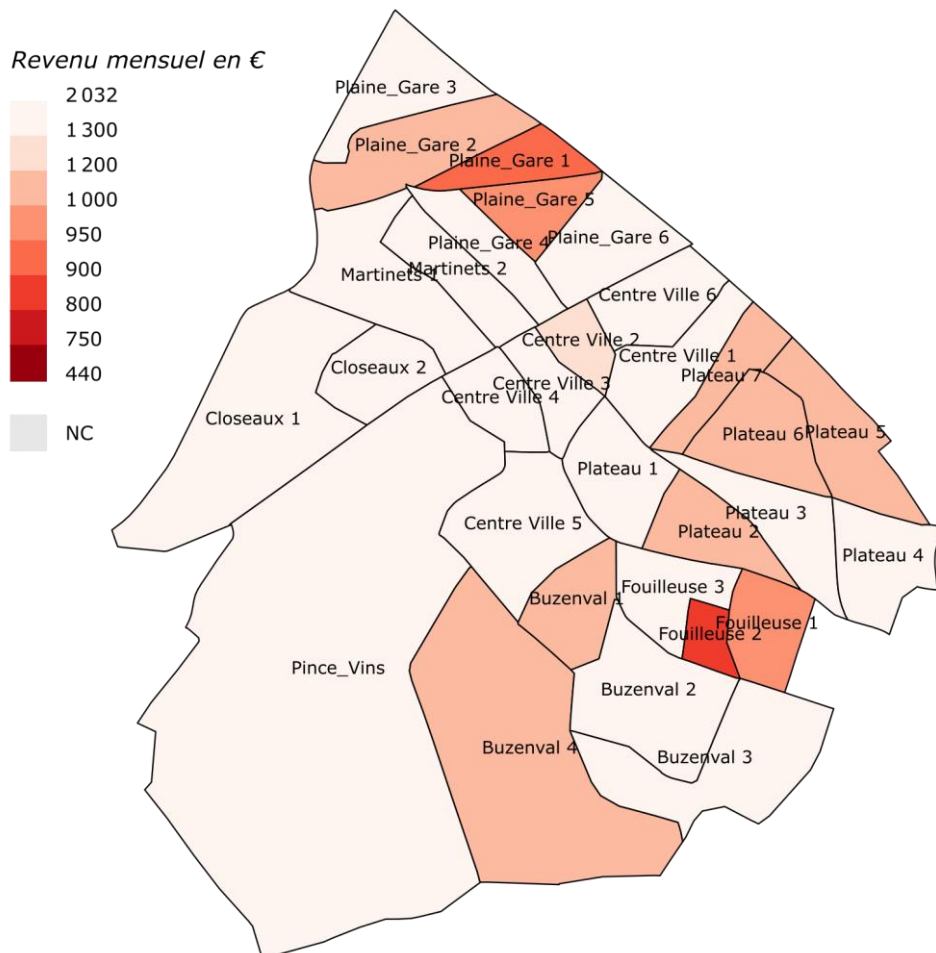 Revenu mensuel en €
2 032
1 300
1 200
1 000
950
900
800
750
440
NC
Plaine_Gare 3
Plaine_Gare 2
Plaine_Gare 1
Plaine_Gare 5
Plaine_Gare 4
Plaine_Gare 6
Martinets 1
Martinets 2
Centre Ville 6
Centre Ville 2
Centre Ville 1
Closeaux 2
Centre Ville 3
Plateau 7
Centre Ville 4
Closeaux 1
Plateau 6
Plateau 5
Plateau 1
Plateau 3
Centre Ville 5
Plateau 2
Plateau 4
Fouilleuse 3
Buzenval 1
Fouilleuse 1
Fouilleuse 2
Pince_Vins
Buzenval 2
Buzenval 4
Buzenval 3